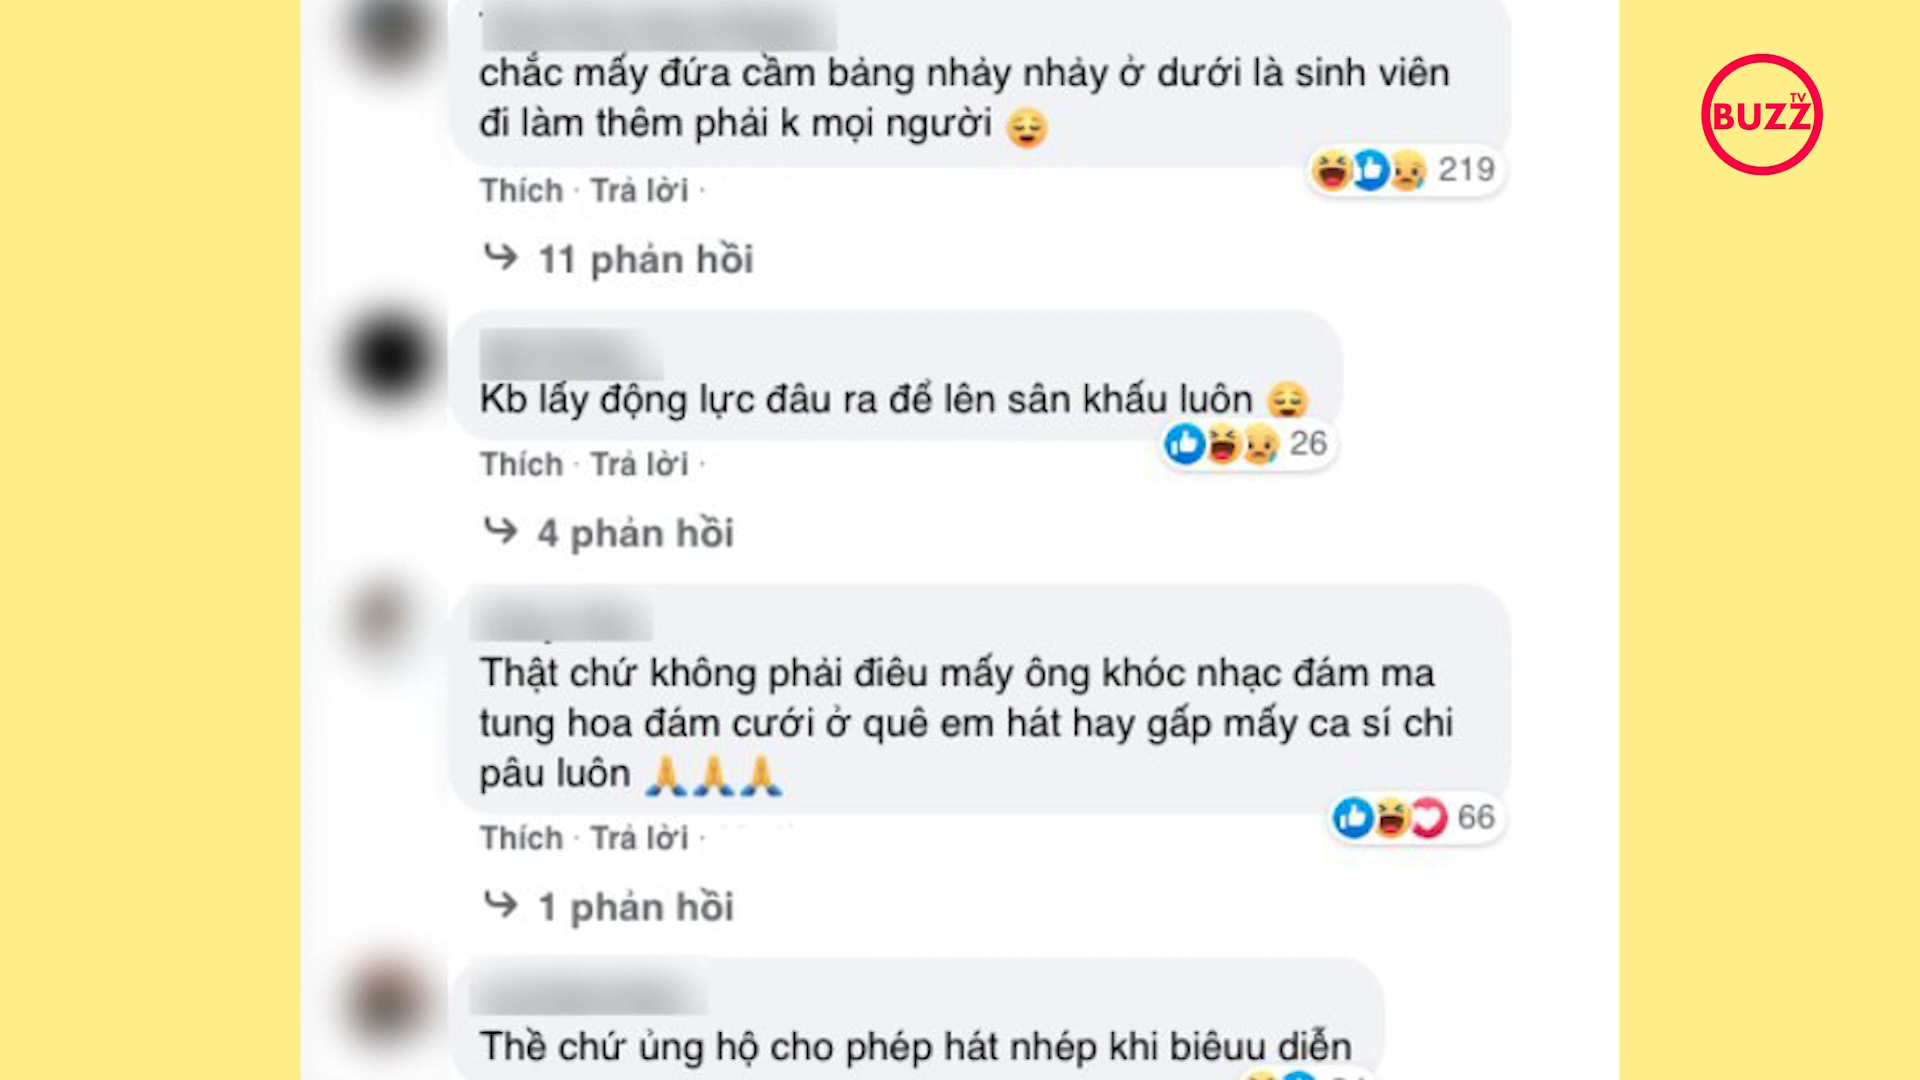 chắc mấy đứa cầm bảng nhảy nhảy ở dưới là sinh viên
đi làm thêm phải k mọi người 😌
219
Thích · Trả lời ·
11 phản hồi
Kb lấy động lực đâu ra để lên sân khấu luôn 😌
26
Thích · Trả lời ·
4 phản hồi
Thật chứ không phải điêu mấy ông khóc nhạc đám ma
tung hoa đám cưới ở quê em hát hay gấp mấy ca sí chi
pâu luôn 🙏🙏🙏
66
Thích · Trả lời ·
1 phản hồi
Thề chứ ủng hộ cho phép hát nhép khi biêuu diễn
BUZZ TV